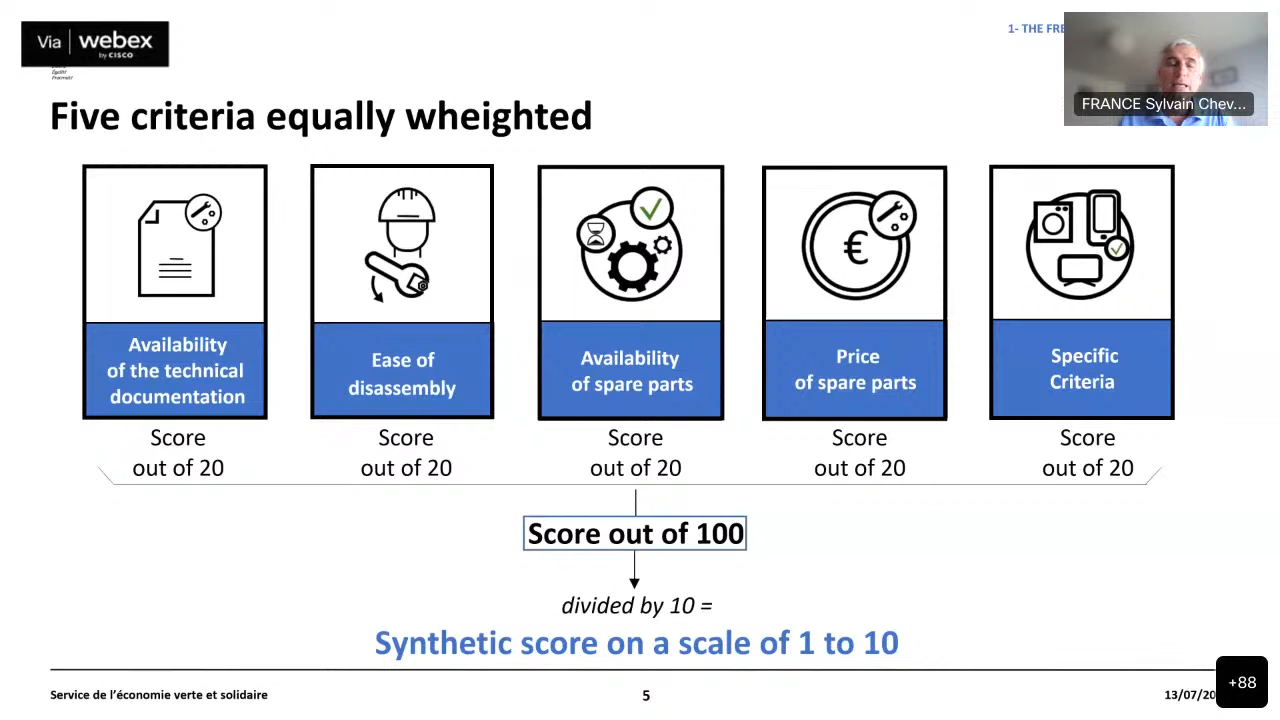 Via webex
by CISCO
Égalité
Fraternité
1- THE FRE
FRANCE Sylvain Chev...
Five criteria equally wheighted
Availability
of the technical
documentation
Score
out of 20
Ease of
disassembly
Score
out of 20
Availability
of spare parts
Score
out of 20
€
Price
of spare parts
Score
out of 20
Specific
Criteria
Score
out of 20
Score out of 100
divided by 10 =
Synthetic score on a scale of 1 to 10
Service de l'économie verte et solidaire
5
13/07/20
+88